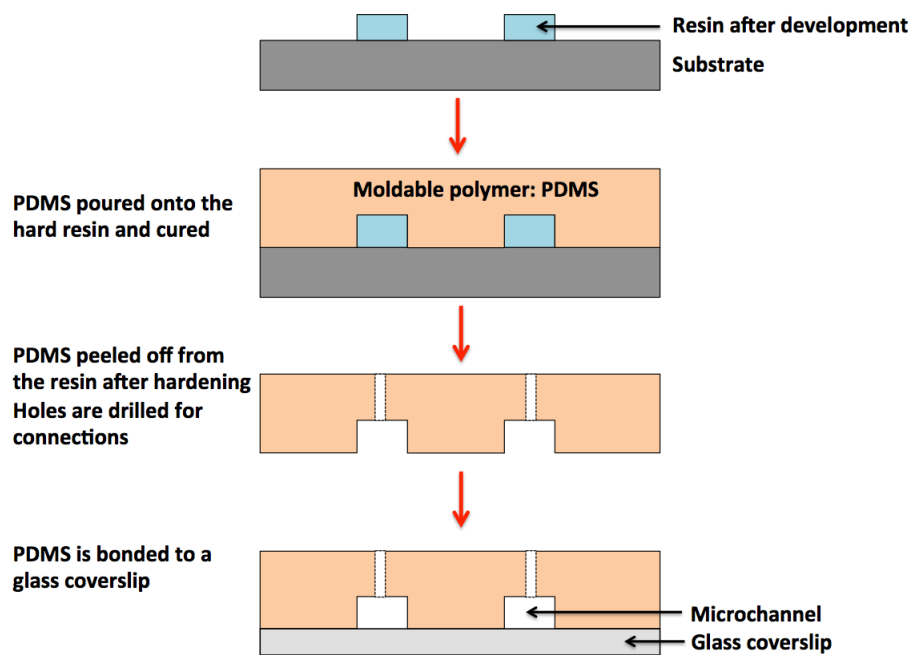 Resin after development
Substrate
Moldable polymer: PDMS
PDMS poured onto the
hard resin and cured
PDMS peeled off from
the resin after hardening
Holes are drilled for
connections
PDMS is bonded to a
glass coverslip
Microchannel
Glass coverslip